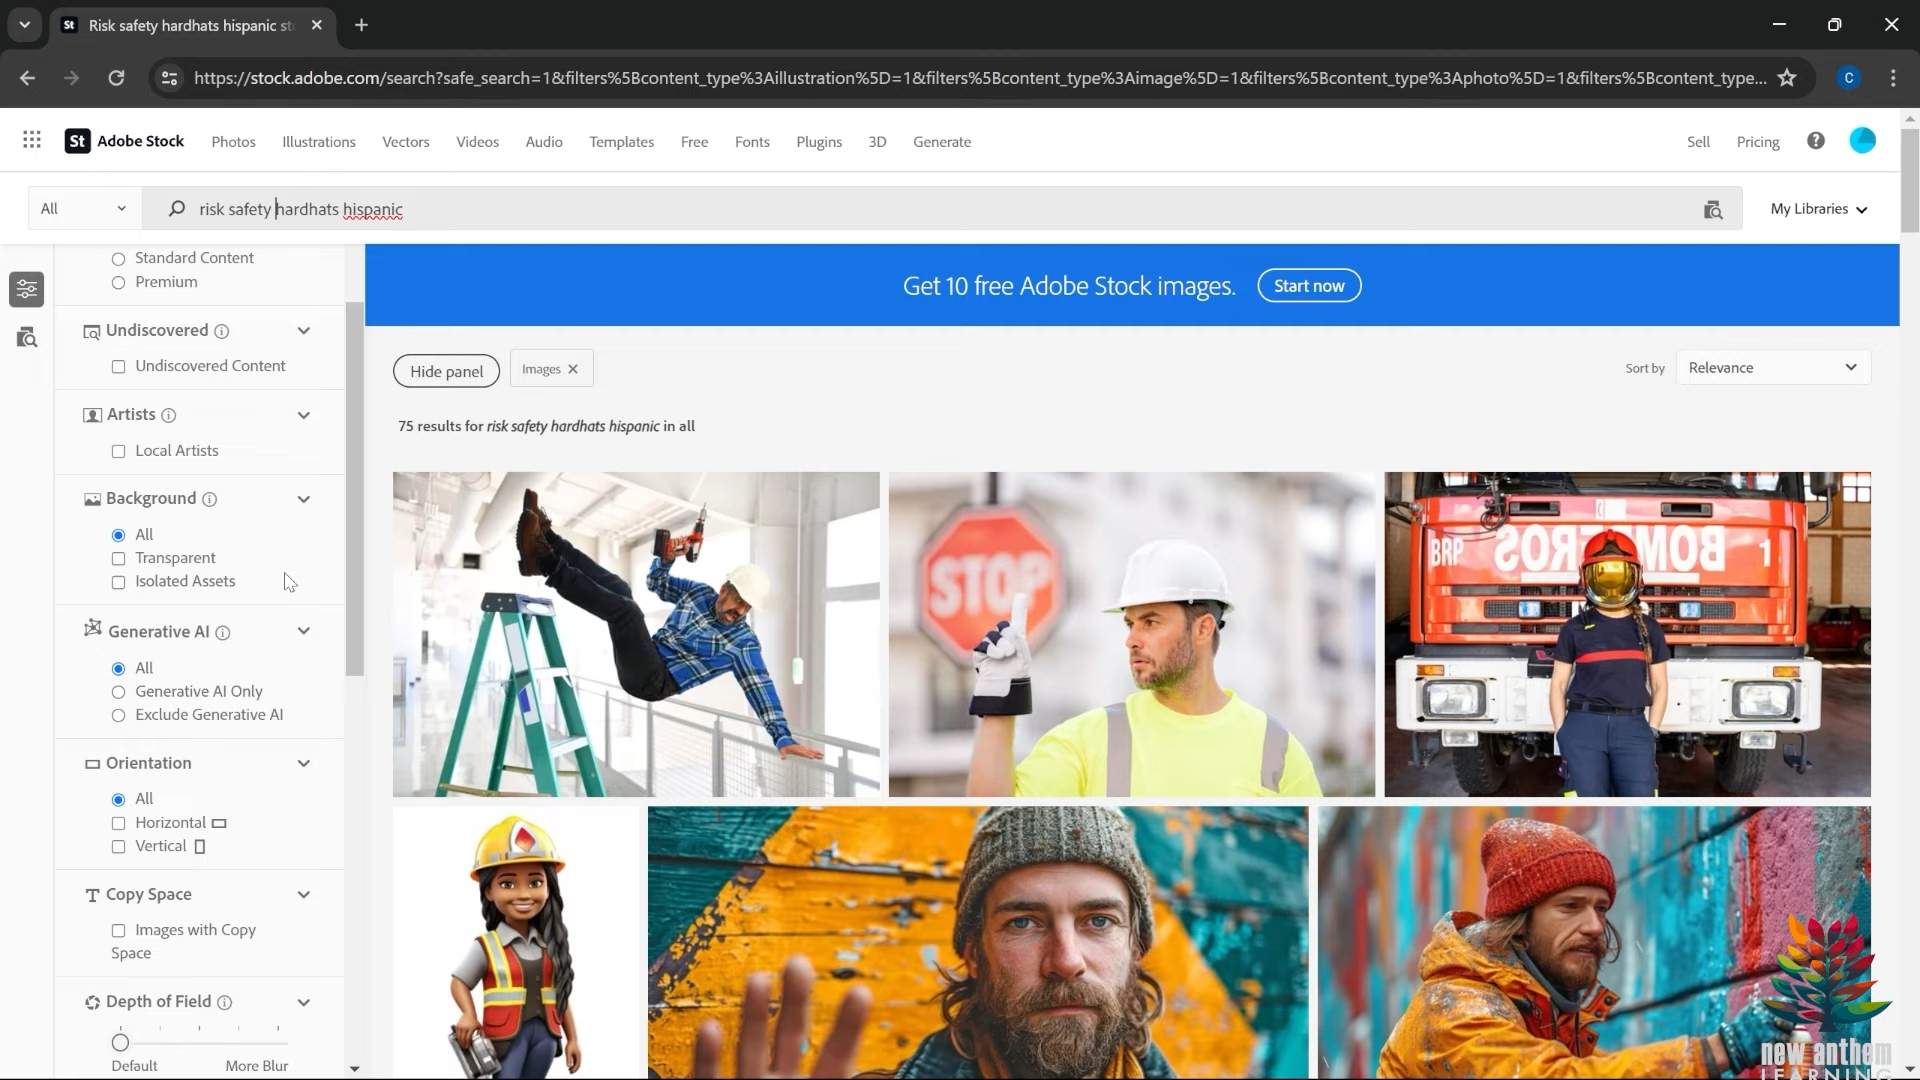 St Risk safety hardhats hispanic st
https://stock.adobe.com/search?safe_search=1&filters%5Bcontent_type%3Aillustration%5D=1&filters%5Bcontent_type%3Aimage%5D=1&filters%5Bcontent_type%3Aphoto%5D=1&filters%5Bcontent_type... C
St Adobe Stock Photos Illustrations Vectors Videos Audio Templates Free Fonts Plugins 3D Generate Sell Pricing
All risk safety hardhats hispanic My Libraries
Standard Content
Premium
Undiscovered
Undiscovered Content
Artists
Local Artists
Background
All
Transparent
Isolated Assets
Generative AI
All
Generative AI Only
Exclude Generative AI
Orientation
All
Horizontal
Vertical
Copy Space
Images with Copy
Space
Depth of Field
Default More Blur
Get 10 free Adobe Stock images. Start now
Hide panel Images Sort by Relevance
75 results for risk safety hardhats hispanic in all
STOP
BRP BOMEROS 1
new anthem
LEARNING